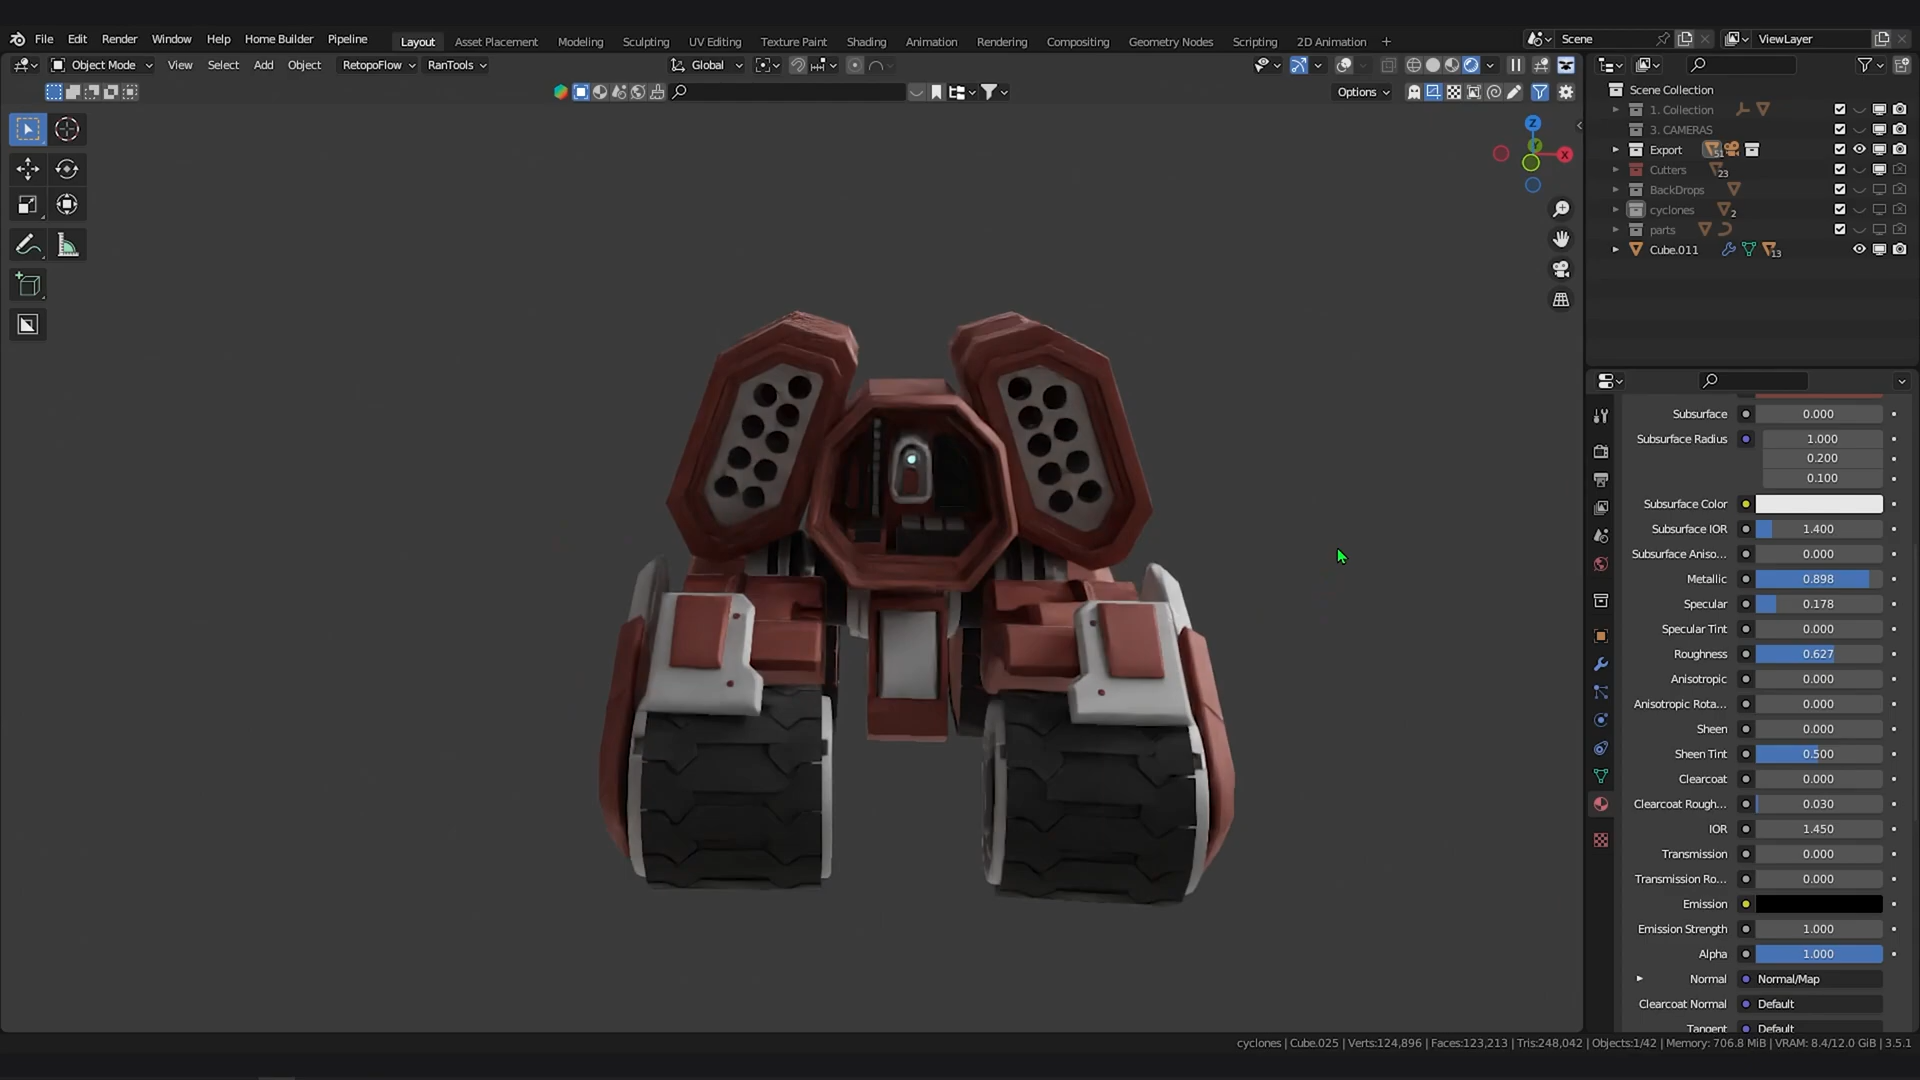 File Edit Render Window Help Home Builder Pipeline Layout Asset Placement Modeling Sculpting UV Editing Texture Paint Shading Animation Rendering Compositing Geometry Nodes Scripting 2D Animation + Scene ViewLayer
Object Mode View Select Add Object RetopoFlow RanTools Global
Options
Z
Y
X
Scene Collection
1. Collection
3. CAMERAS
Export 51
Cutters 23
BackDrops
cyclones 2
parts
Cube.011 13
Subsurface 0.000
Subsurface Radius 1.000
0.200
0.100
Subsurface Color
Subsurface IOR 1.400
Subsurface Aniso... 0.000
Metallic 0.898
Specular 0.178
Specular Tint 0.000
Roughness 0.627
Anisotropic 0.000
Anisotropic Rota... 0.000
Sheen 0.000
Sheen Tint 0.500
Clearcoat 0.000
Clearcoat Rough... 0.030
IOR 1.450
Transmission 0.000
Transmission Ro... 0.000
Emission
Emission Strength 1.000
Alpha 1.000
Normal Normal/Map
Clearcoat Normal Default
Tangent Default
cyclones | Cube.025 | Verts:124,896 | Faces:123,213 | Tris:248,042 | Objects:1/42 | Memory: 706.8 MiB | VRAM: 8.4/12.0 GiB | 3.5.1